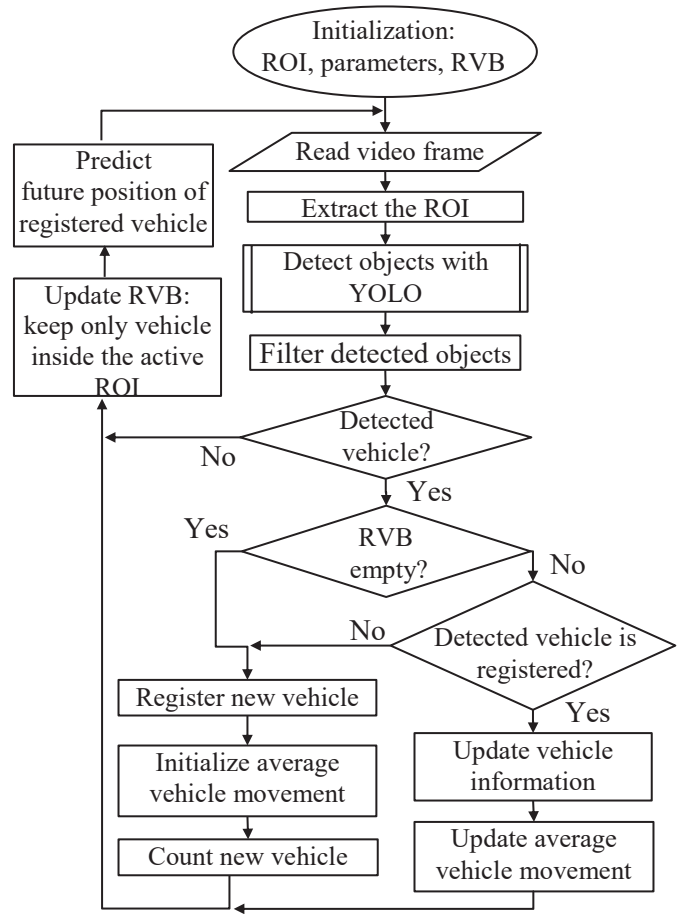 Initialization:
ROI, parameters, RVB
Read video frame
Extract the ROI
Detect objects with
YOLO
Filter detected objects
Detected
vehicle?
No
Yes
RVB
empty?
Yes
No
Detected vehicle is
registered?
No
Yes
Register new vehicle
Initialize average
vehicle movement
Count new vehicle
Update vehicle
information
Update average
vehicle movement
Update RVB:
keep only vehicle
inside the active
ROI
Predict
future position of
registered vehicle